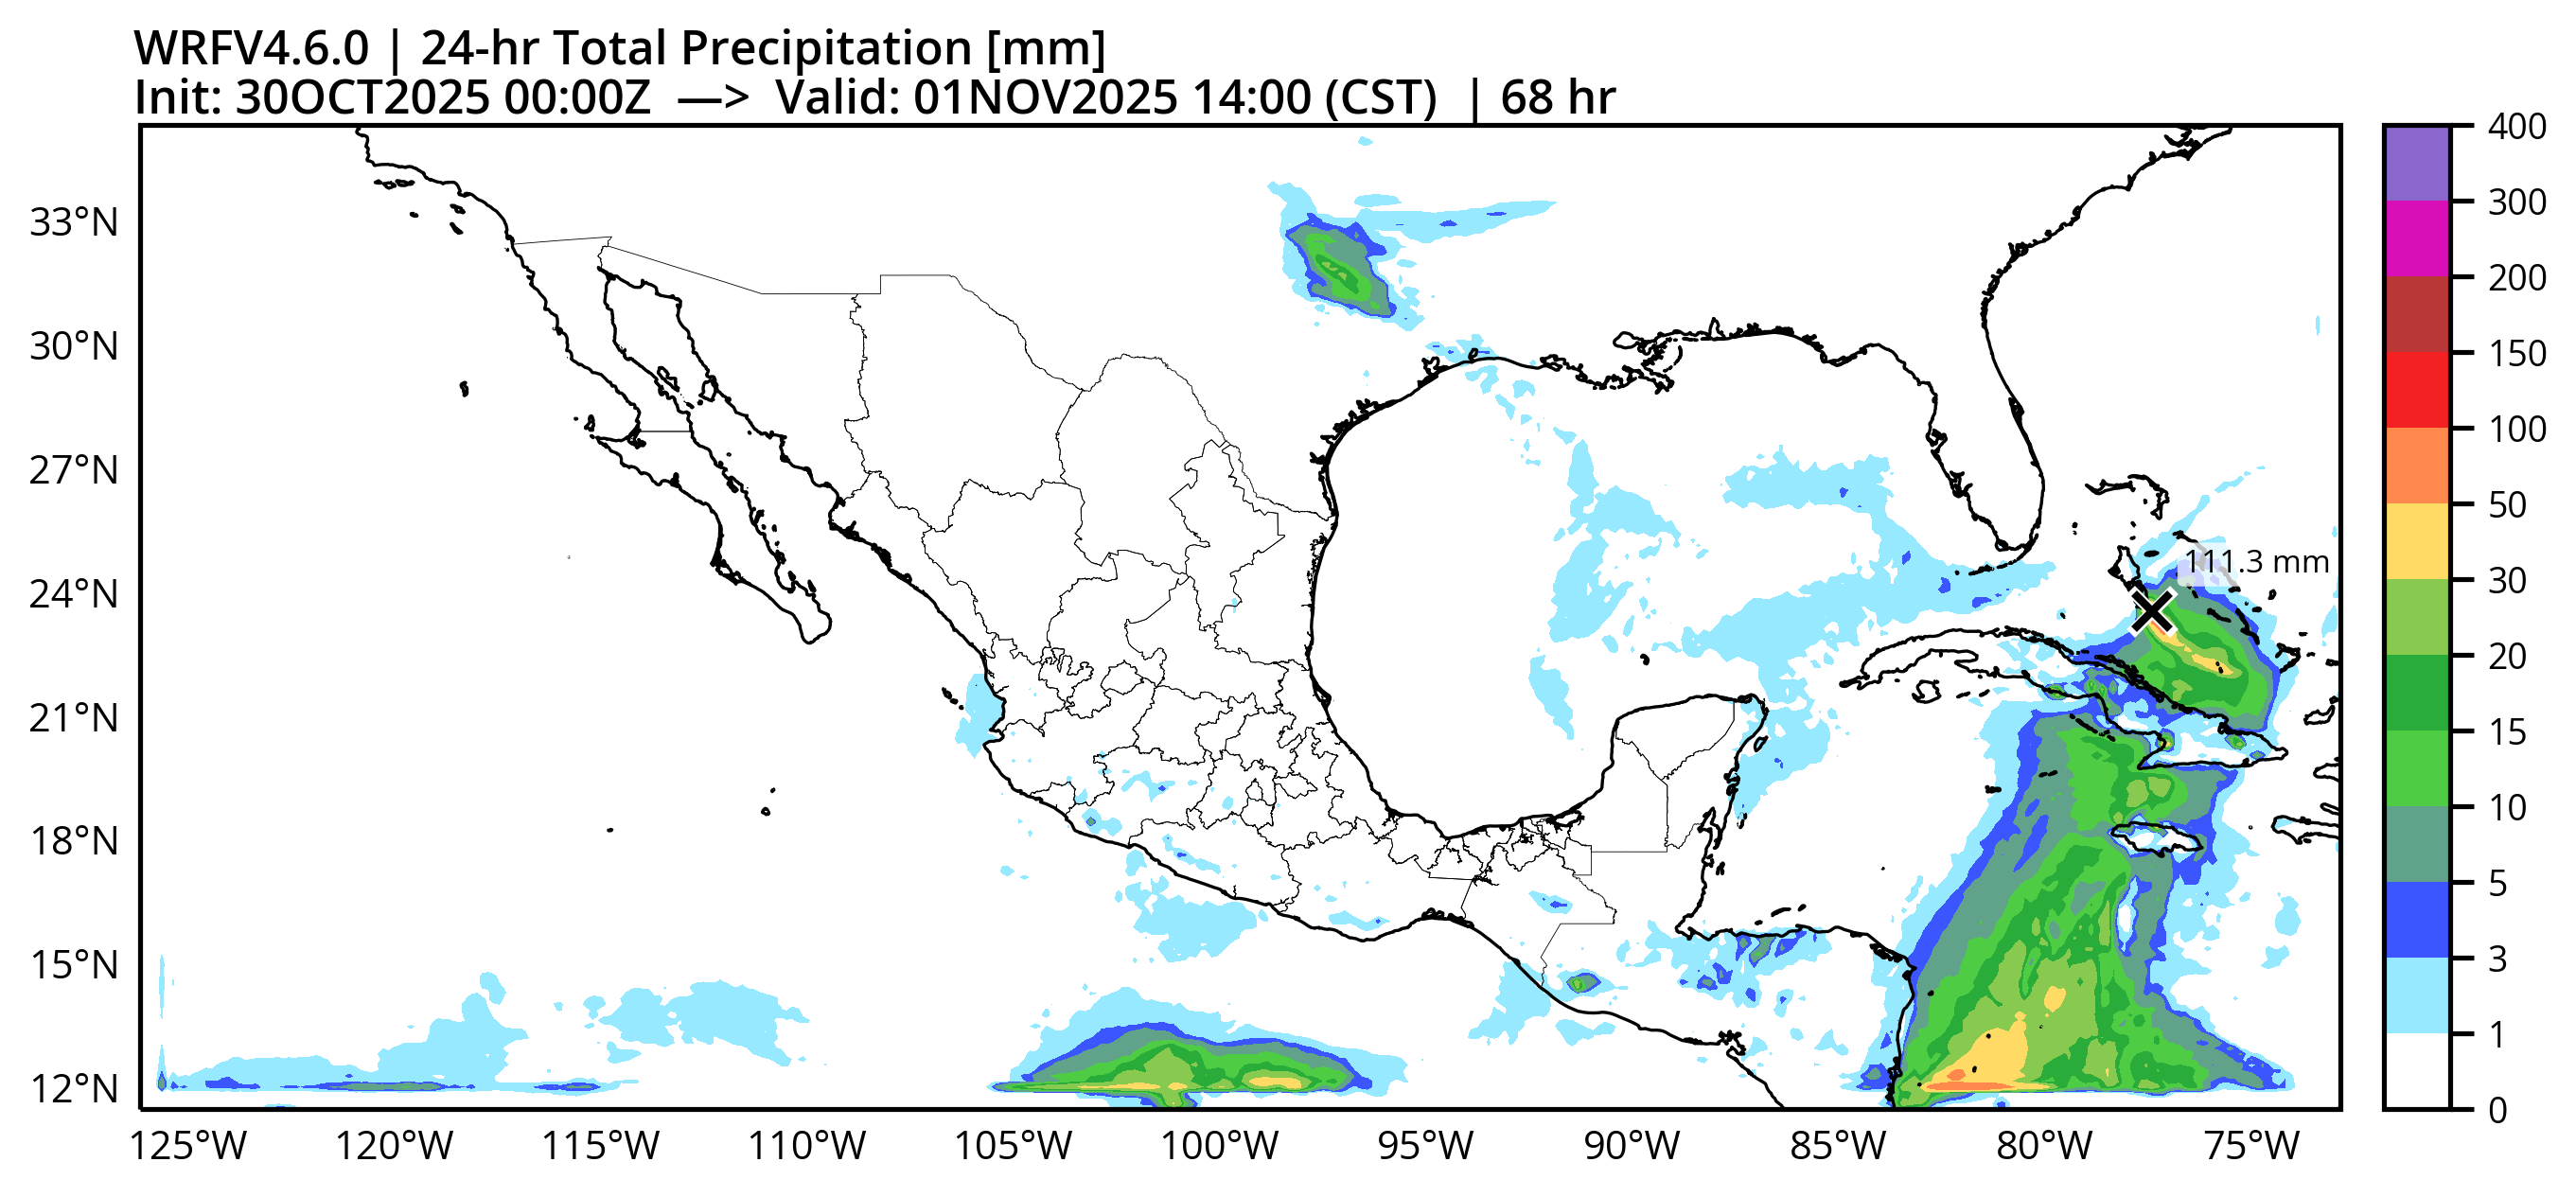 WRFV4.6.0 | 24-hr Total Precipitation [mm]
Init: 30OCT2025 00:00Z —> Valid: 01NOV2025 14:00 (CST) | 68 hr
33°N
30°N
27°N
24°N
21°N
18°N
15°N
12°N
111.3 mm
125°W
120°W
115°W
110°W
105°W
100°W
95°W
90°W
85°W
80°W
75°W
400
300
200
150
100
50
30
20
15
10
5
3
1
0